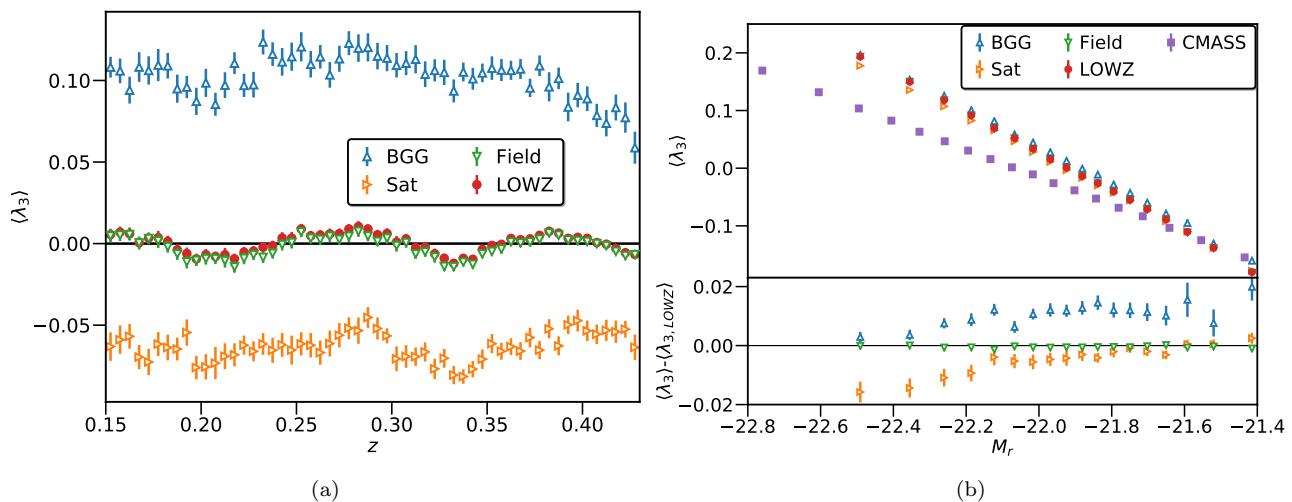 0.10
0.05
0.00
−0.05
⟨λ₃⟩
BGG
Sat
Field
LOWZ
0.15 0.20 0.25 0.30 0.35 0.40
z
(a)
0.2
0.1
0.0
−0.1
⟨λ₃⟩
BGG
Sat
Field
LOWZ
CMASS
0.02
0.00
−0.02
⟨λ₃⟩-⟨λ₃,LOWZ⟩
−22.8 −22.6 −22.4 −22.2 −22.0 −21.8 −21.6 −21.4
Mᵣ
(b)